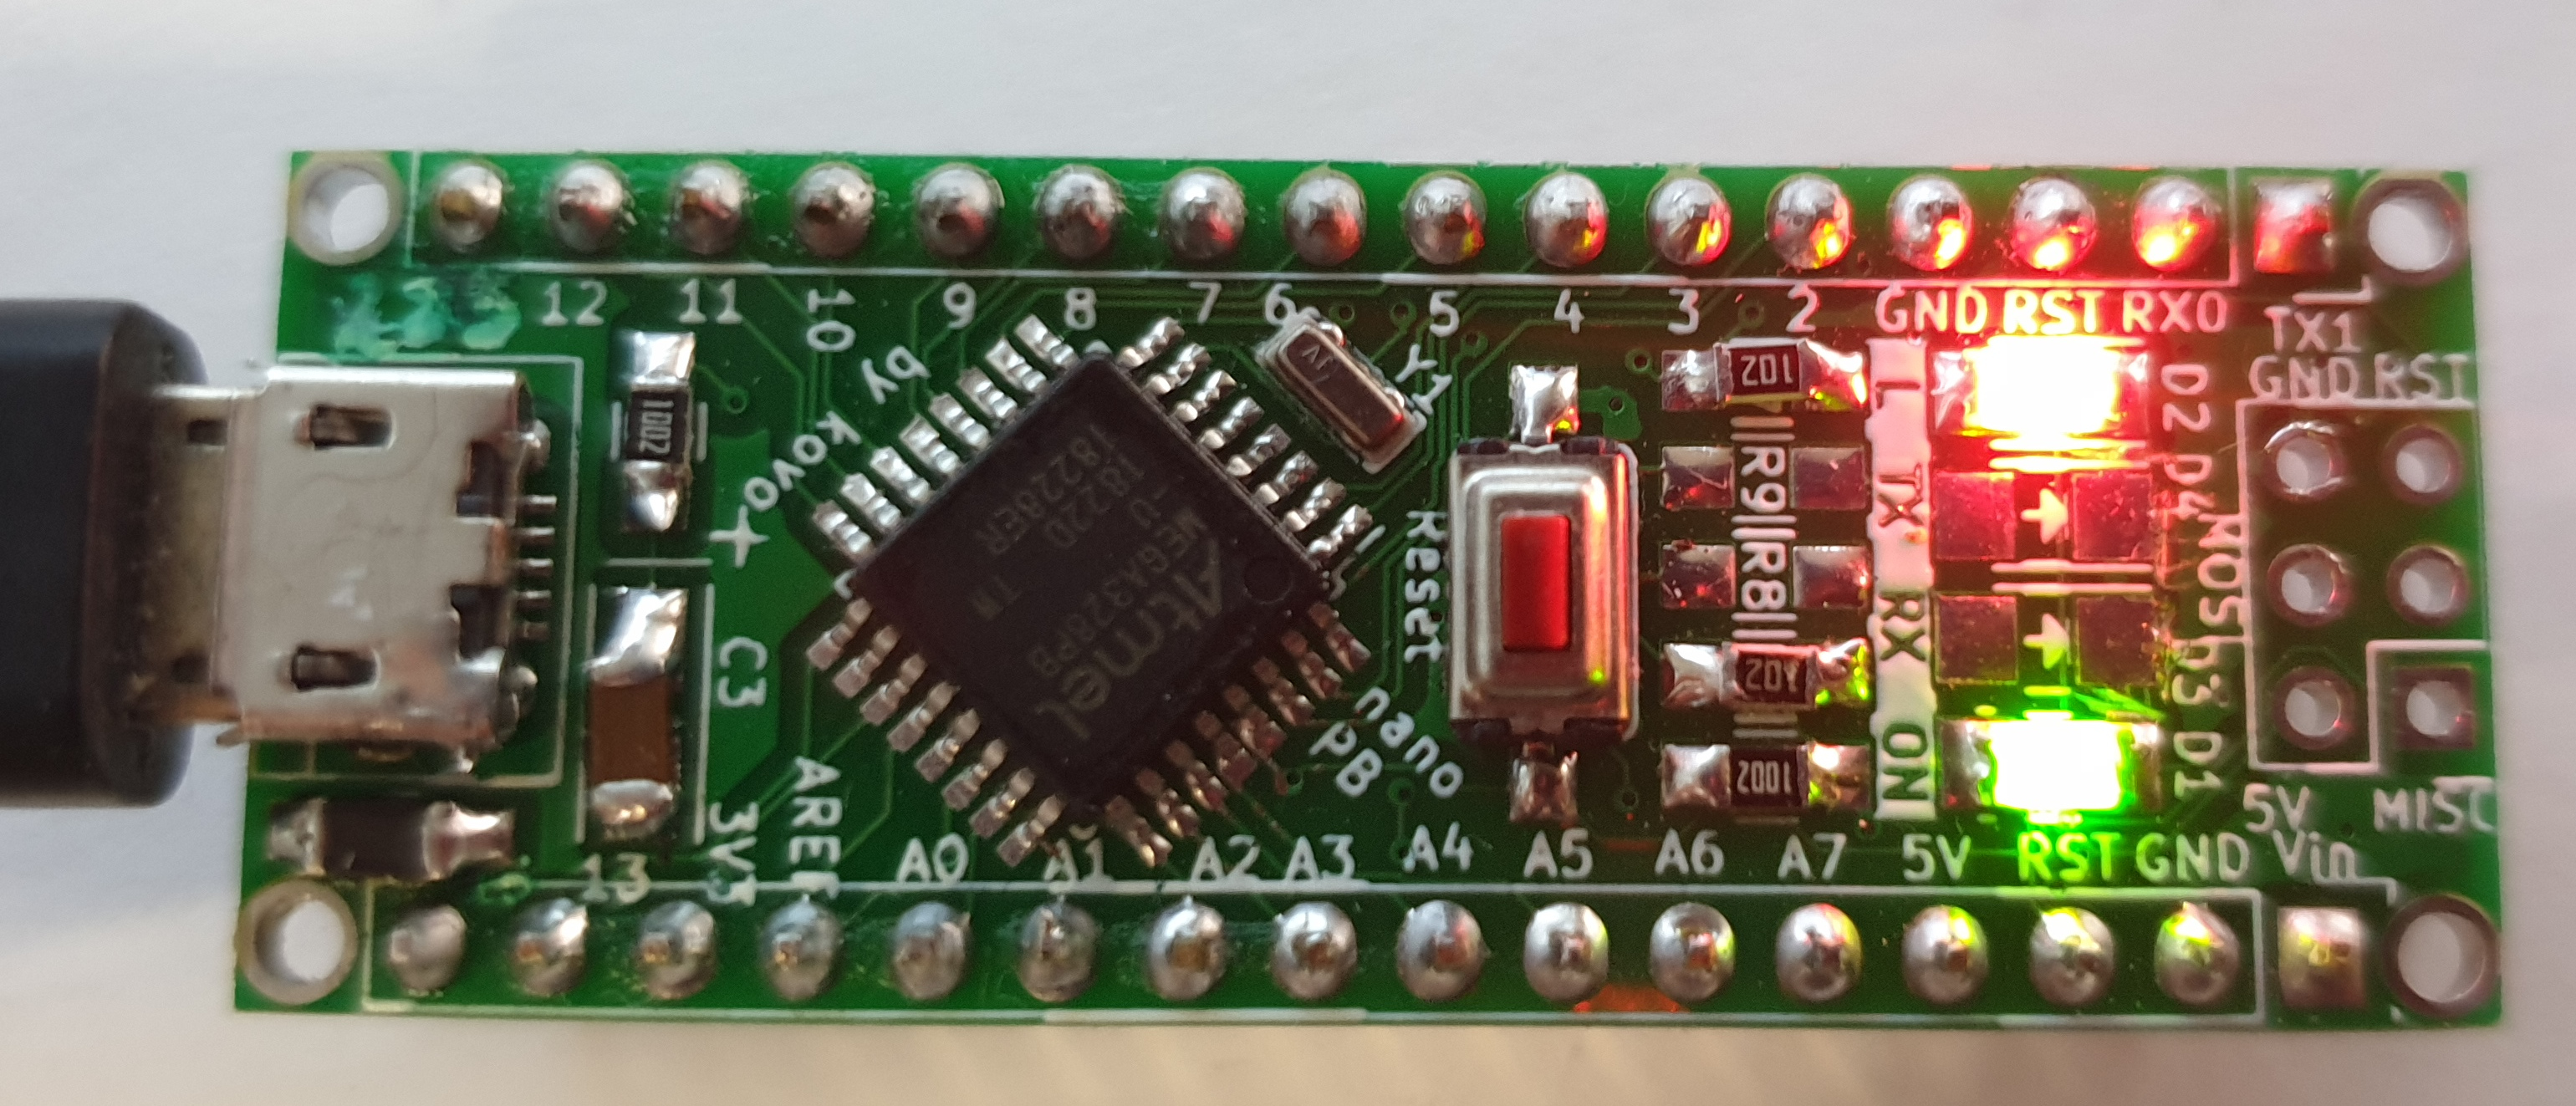 12 11 10 9 8 7 6 5 4 3 2 GND RST RX0 TX1
GND RST
by kovo+
Y1
1002
102
L
D2
R9
TX
D4
MOSI
R8
RX
D3
102
ON
D1
1002
Reset
Atmel
MEGA328PB
-U
1822D TW
18228ER
nano
PB
C3
5V MISC
13 3V3 AREF A0 A1 A2 A3 A4 A5 A6 A7 5V RST GND Vin